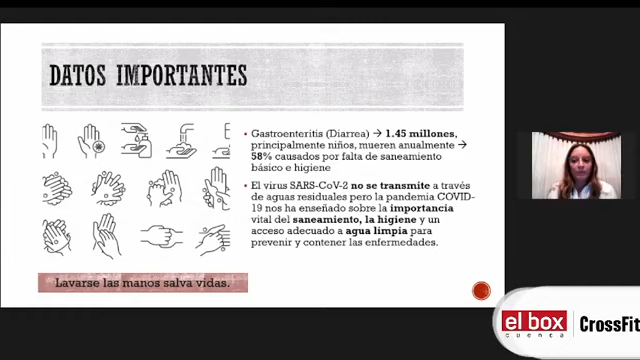 DATOS IMPORTANTES
▪ Gastroenteritis (Diarrea) → 1.45 millones,
principalmente niños, mueren anualmente →
58% causados por falta de saneamiento
básico e higiene
▪ El virus SARS-CoV-2 no se transmite a través
de aguas residuales pero la pandemia COVID-
19 nos ha enseñado sobre la importancia
vital del saneamiento, la higiene y un
acceso adecuado a agua limpia para
prevenir y contener las enfermedades.
Lavarse las manos salva vidas.
el box
cuenca
CrossFit